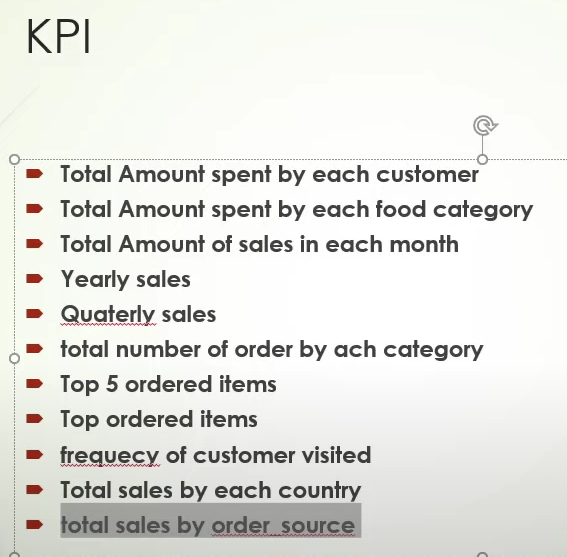 KPI
Total Amount spent by each customer
Total Amount spent by each food category
Total Amount of sales in each month
Yearly sales
Quaterly sales
total number of order by ach category
Top 5 ordered items
Top ordered items
frequecy of customer visited
Total sales by each country
total sales by order_source